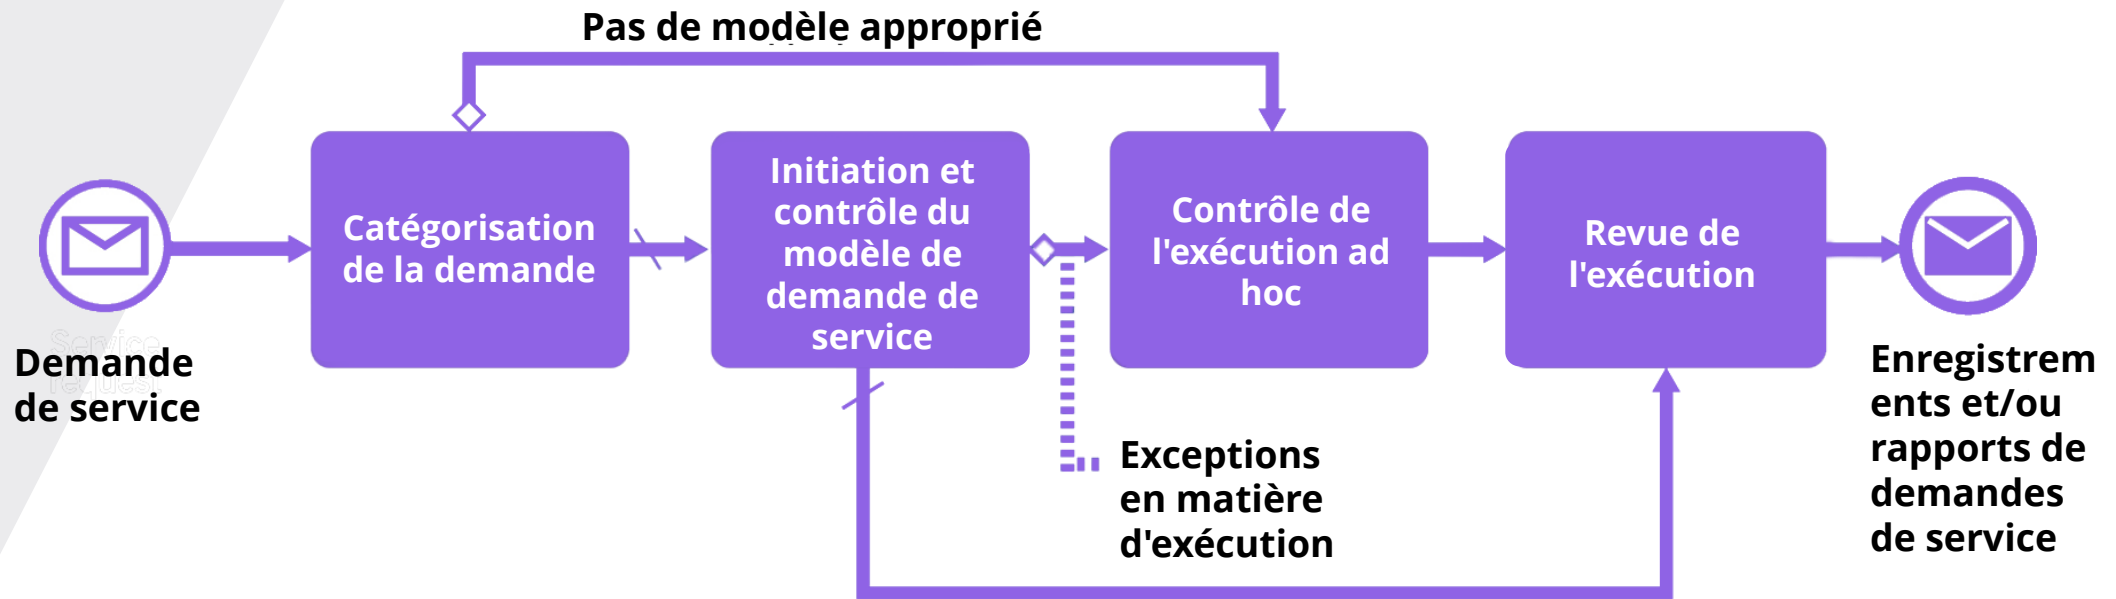 Pas de modèle approprié
Catégorisation
de la demande
Initiation et
contrôle du
modèle de
demande de
service
Contrôle de
l'exécution ad
hoc
Revue de
l'exécution
Service
request
Demande
de service
Exceptions
en matière
d'exécution
Enregistrem
ents et/ou
rapports de
demandes
de service